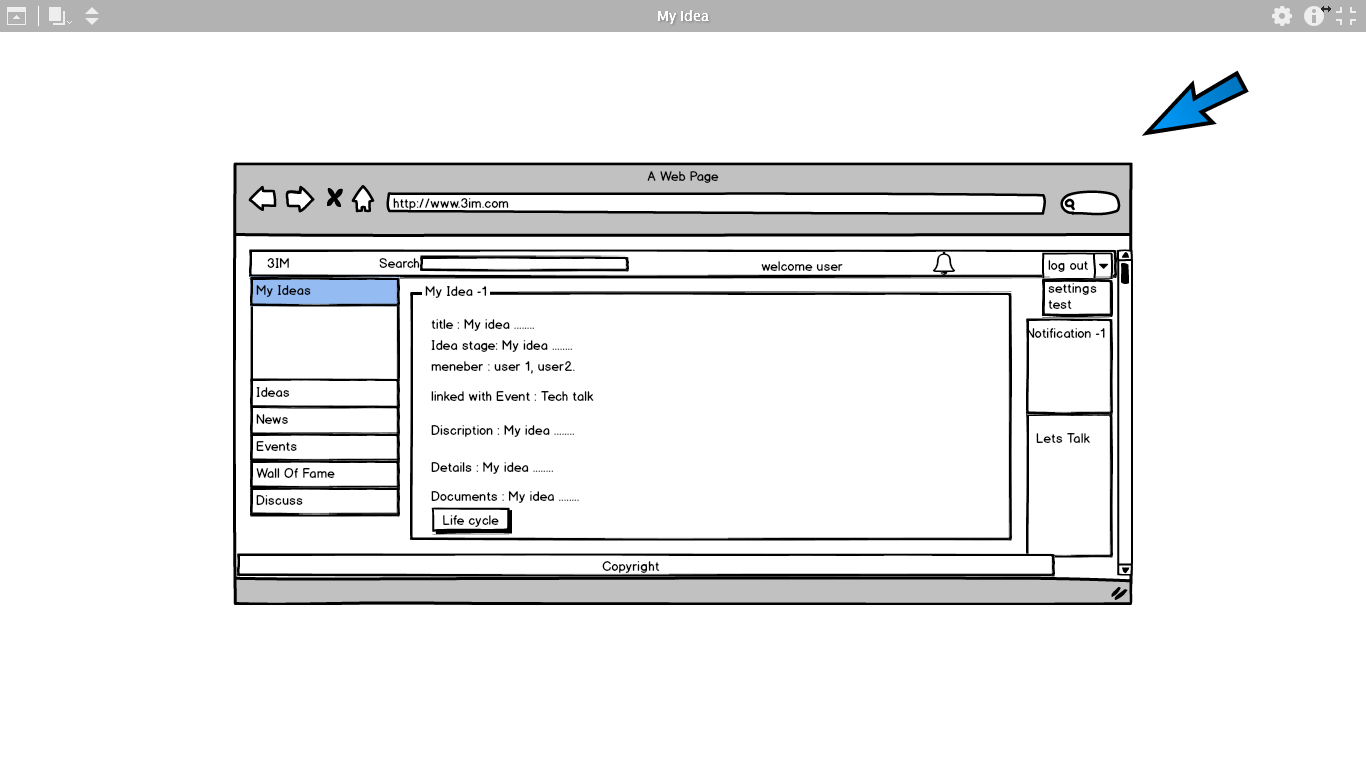 My Idea
A Web Page
http://www.3im.com
3IM
Search
welcome user
log out
settings
test
My Ideas
Ideas
News
Events
Wall Of Fame
Discuss
My Idea -1
title : My idea ........
Idea stage: My idea ........
meneber : user 1, user2.
linked with Event : Tech talk
Discription : My idea ........
Details : My idea ........
Documents : My idea ........
Life cycle
Notification -1
Lets Talk
Copyright